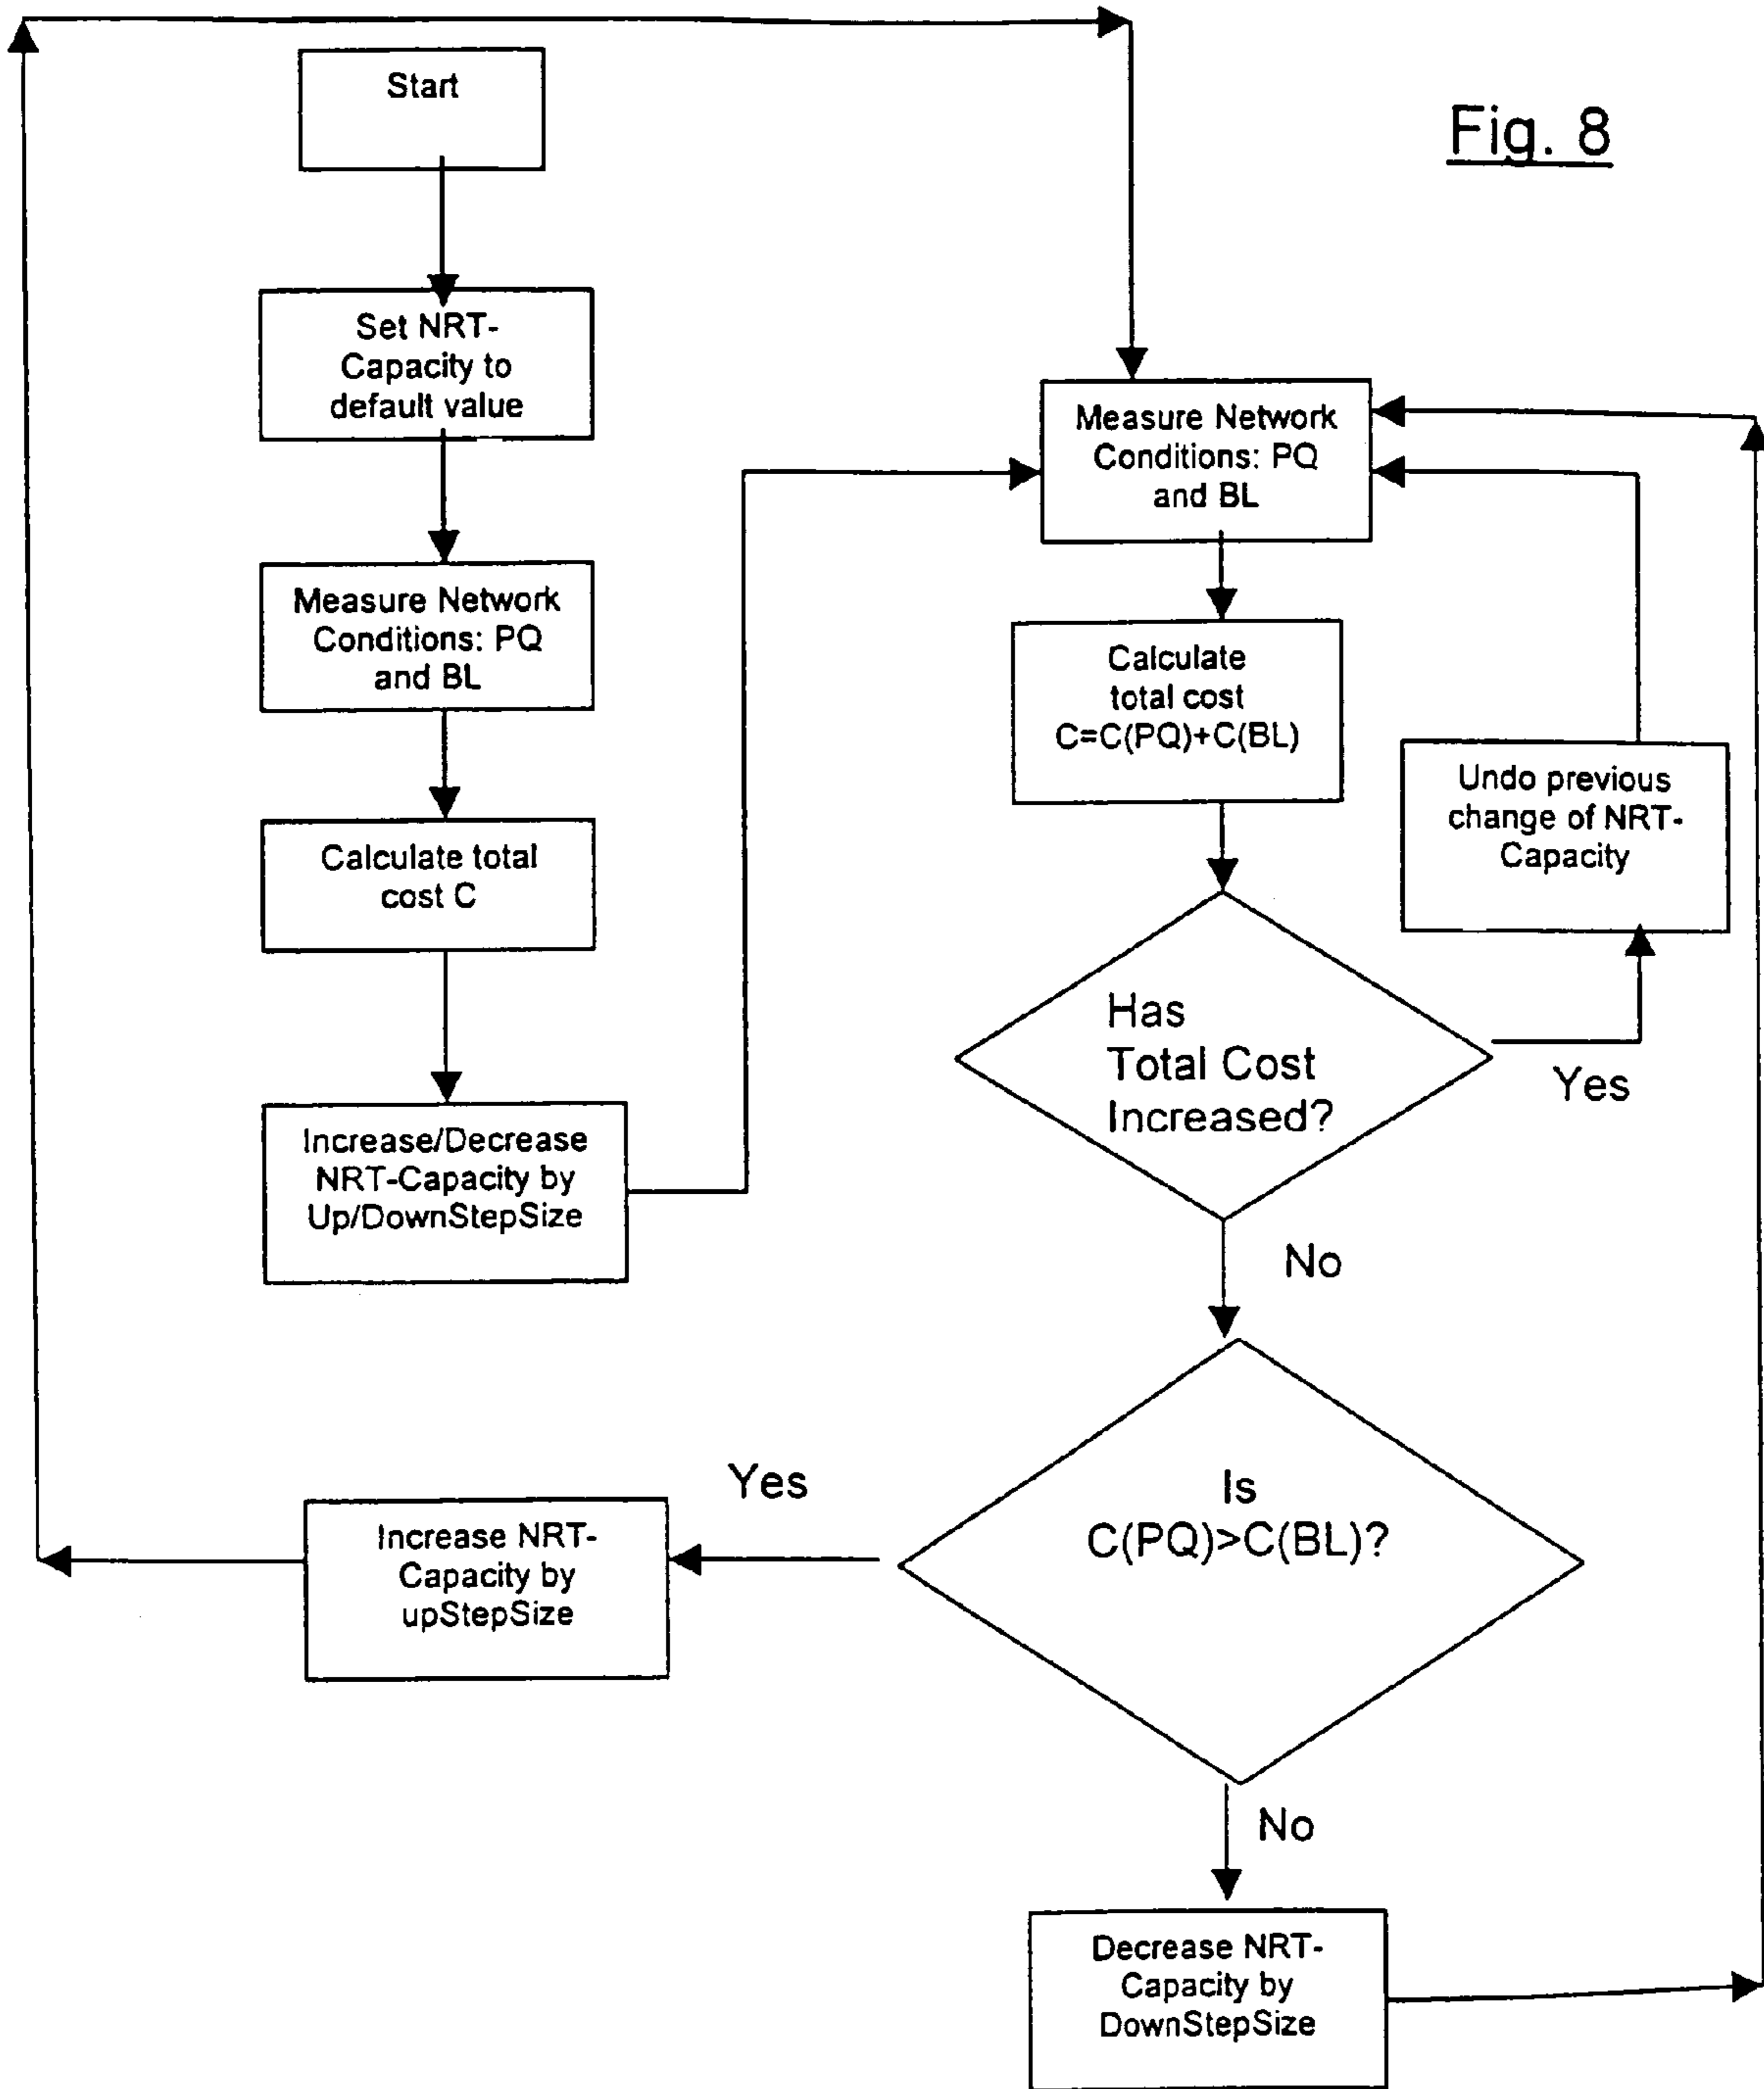 Fig. 8
Start
Set NRT-
Capacity to
default value
Measure Network
Conditions: PQ
and BL
Calculate total
cost C
Increase/Decrease
NRT-Capacity by
Up/DownStepSize
Measure Network
Conditions: PQ
and BL
Calculate
total cost
C=C(PQ)+C(BL)
Undo previous
change of NRT-
Capacity
Has
Total Cost
Increased?
Yes
No
Is
C(PQ)>C(BL)?
Yes
Increase NRT-
Capacity by
upStepSize
No
Decrease NRT-
Capacity by
DownStepSize